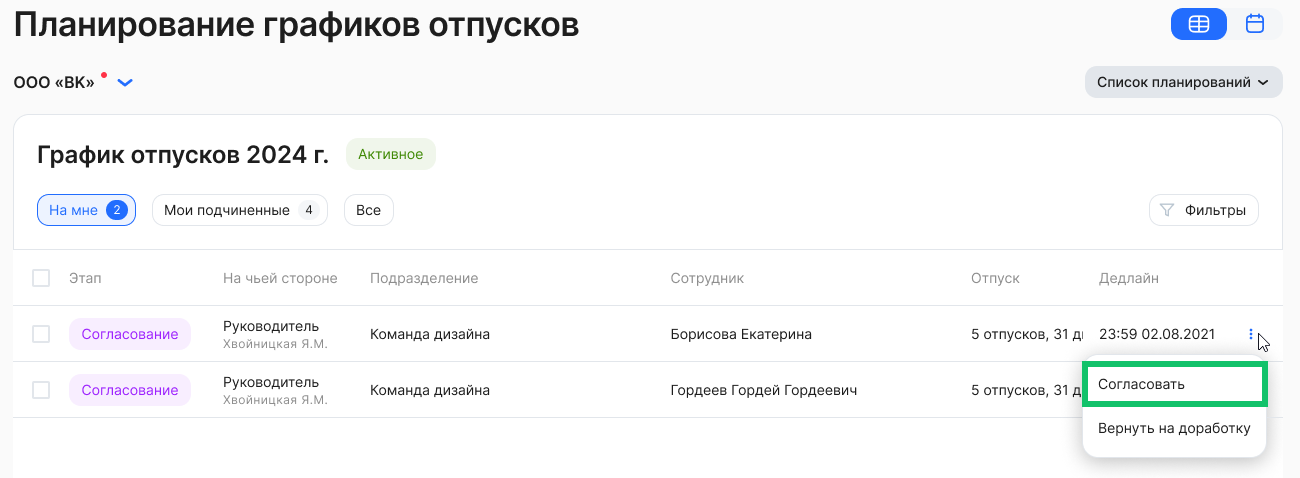 Планирование графиков отпусков
ООО «ВК»
Список планирований
График отпусков 2024 г. Активное
На мне 2 Мои подчиненные 4 Все Фильтры
Этап На чьей стороне Подразделение Сотрудник Отпуск Дедлайн
Согласование Руководитель Команда дизайна Борисова Екатерина 5 отпусков, 31 23:59 02.08.2021
Хвойницкая Я.М.
Согласование Руководитель Команда дизайна Гордеев Гордей Гордеевич 5 отпусков, 31
Хвойницкая Я.М.
Согласовать
Вернуть на доработку